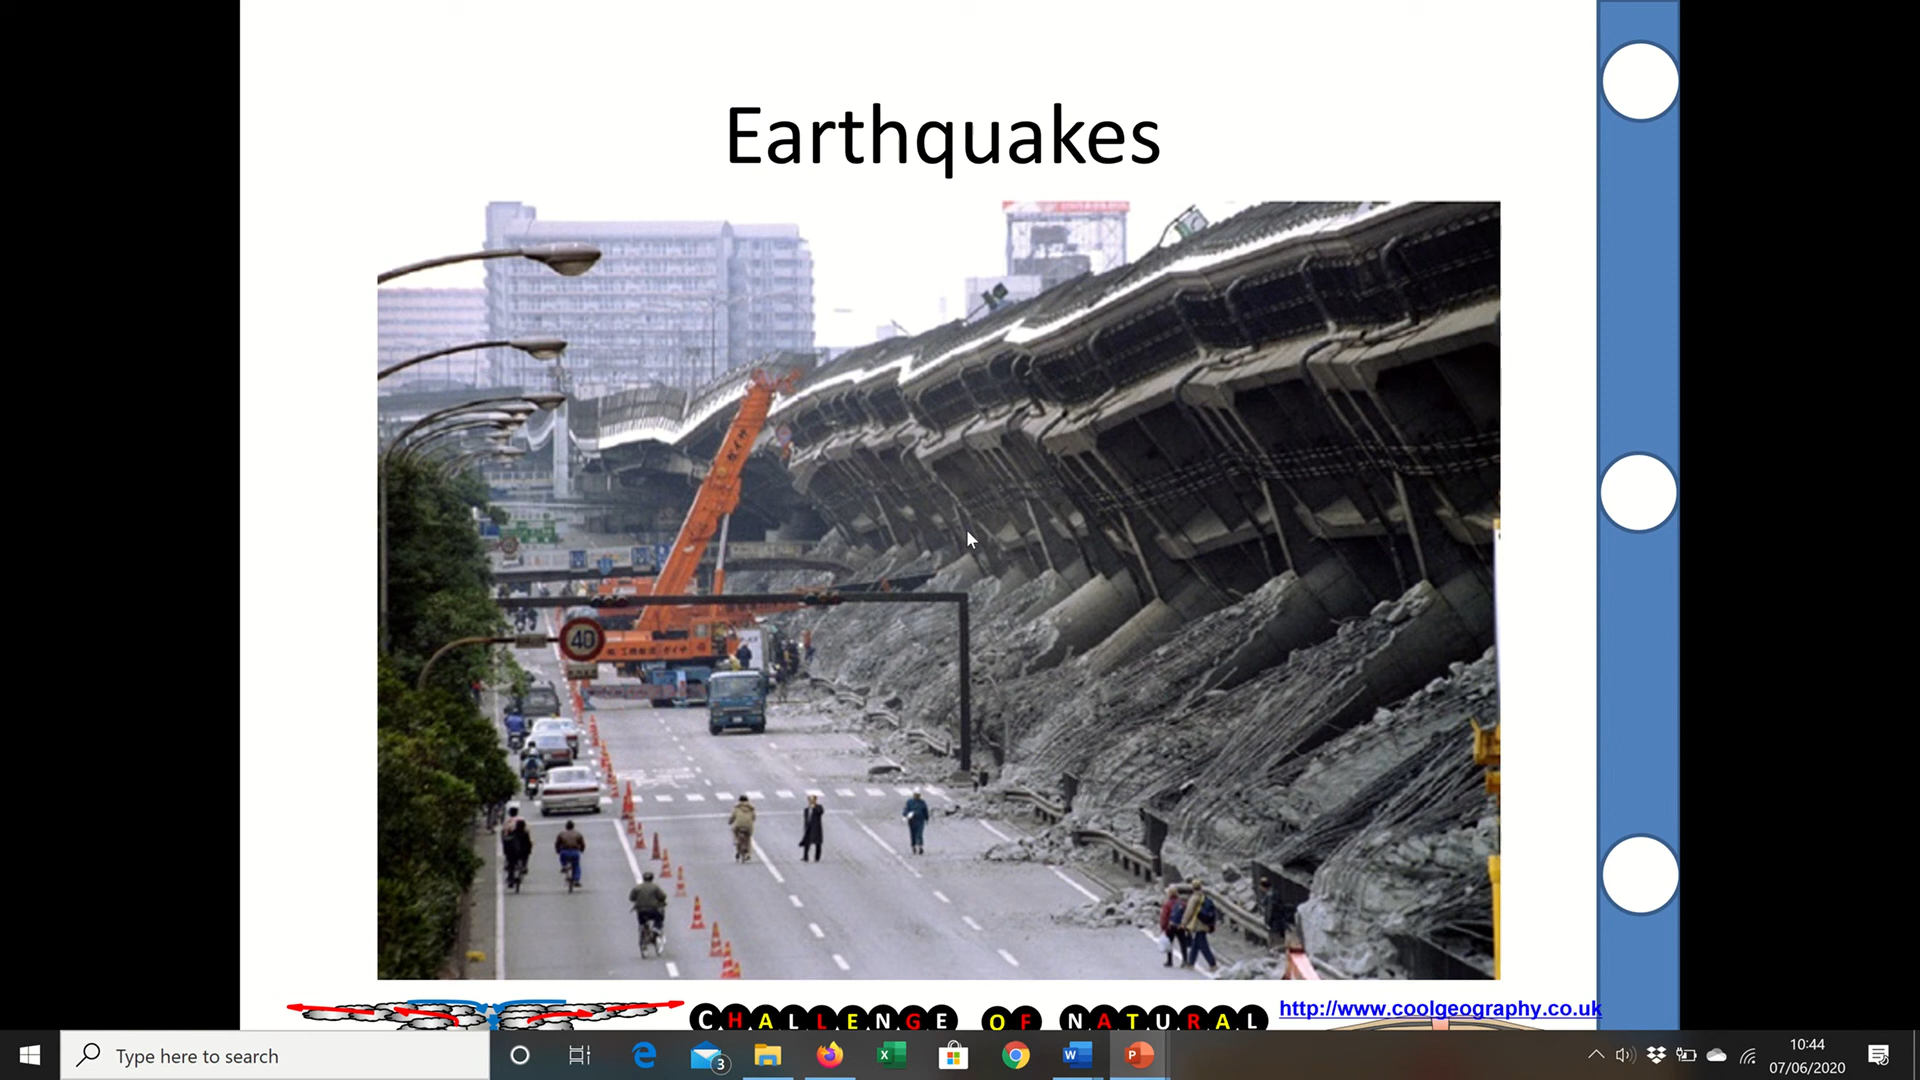 Earthquakes
40
CHALLENGE OF NATURAL
http://www.coolgeography.co.uk
Type here to search
3
10:44
07/06/2020